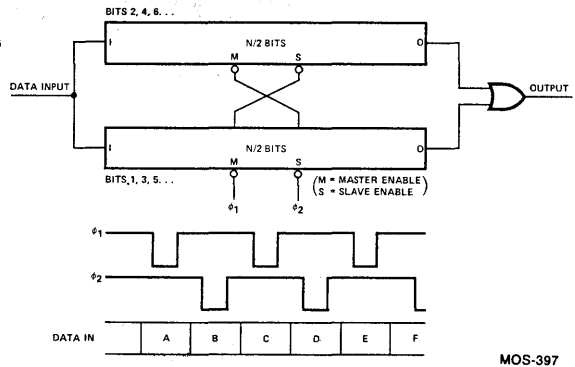 BITS 2, 4, 6. . .
I
N/2 BITS
O
M S
DATA INPUT
OUTPUT
I
N/2 BITS
O
M S
BITS 1, 3, 5. . .
(M = MASTER ENABLE
S = SLAVE ENABLE)
ϕ1 ϕ2
ϕ1
ϕ2
DATA IN A B C D E F
MOS-397